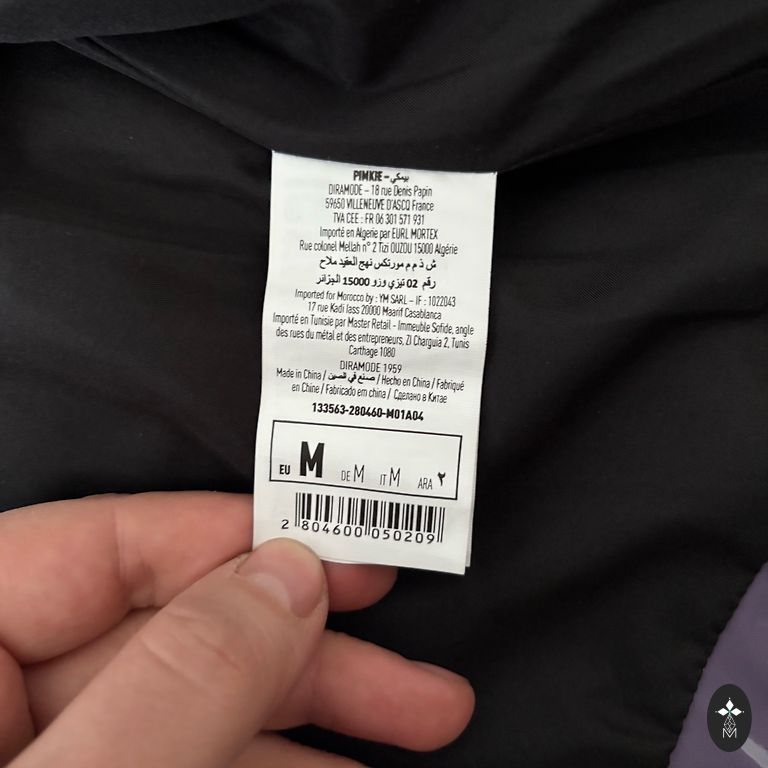 PIMKIE - بيمكي
DIRAMODE - 18 rue Denis Papin
59650 VILLENEUVE D'ASCQ France
TVA CEE : FR 06 301 571 931
Importé en Algerie par EURL MORTEX
Rue colonel Mellah n° 2 Tizi OUZOU 15000 Algérie
ش ذ م م مورتكس نهج العقيد ملاح
رقم 02 تيزي وزو 15000 الجزائر
Imported for Morocco by : YM SARL - IF : 1022043
17 rue Kadi Iass 20000 Maarif Casablanca
Importé en Tunisie par Master Retail - Immeuble Sofide, angle
des rues du métal et des entrepreneurs, ZI Charguia 2, Tunis
Carthage 1080
DIRAMODE 1959
Made in China / صنع في الصين / Hecho en China / Fabriqué
en Chine / Fabricado em china / Сделано в Китае
133563-280460-M01A04
EU M DE M IT M ARA ٢
2 804600 050209
M